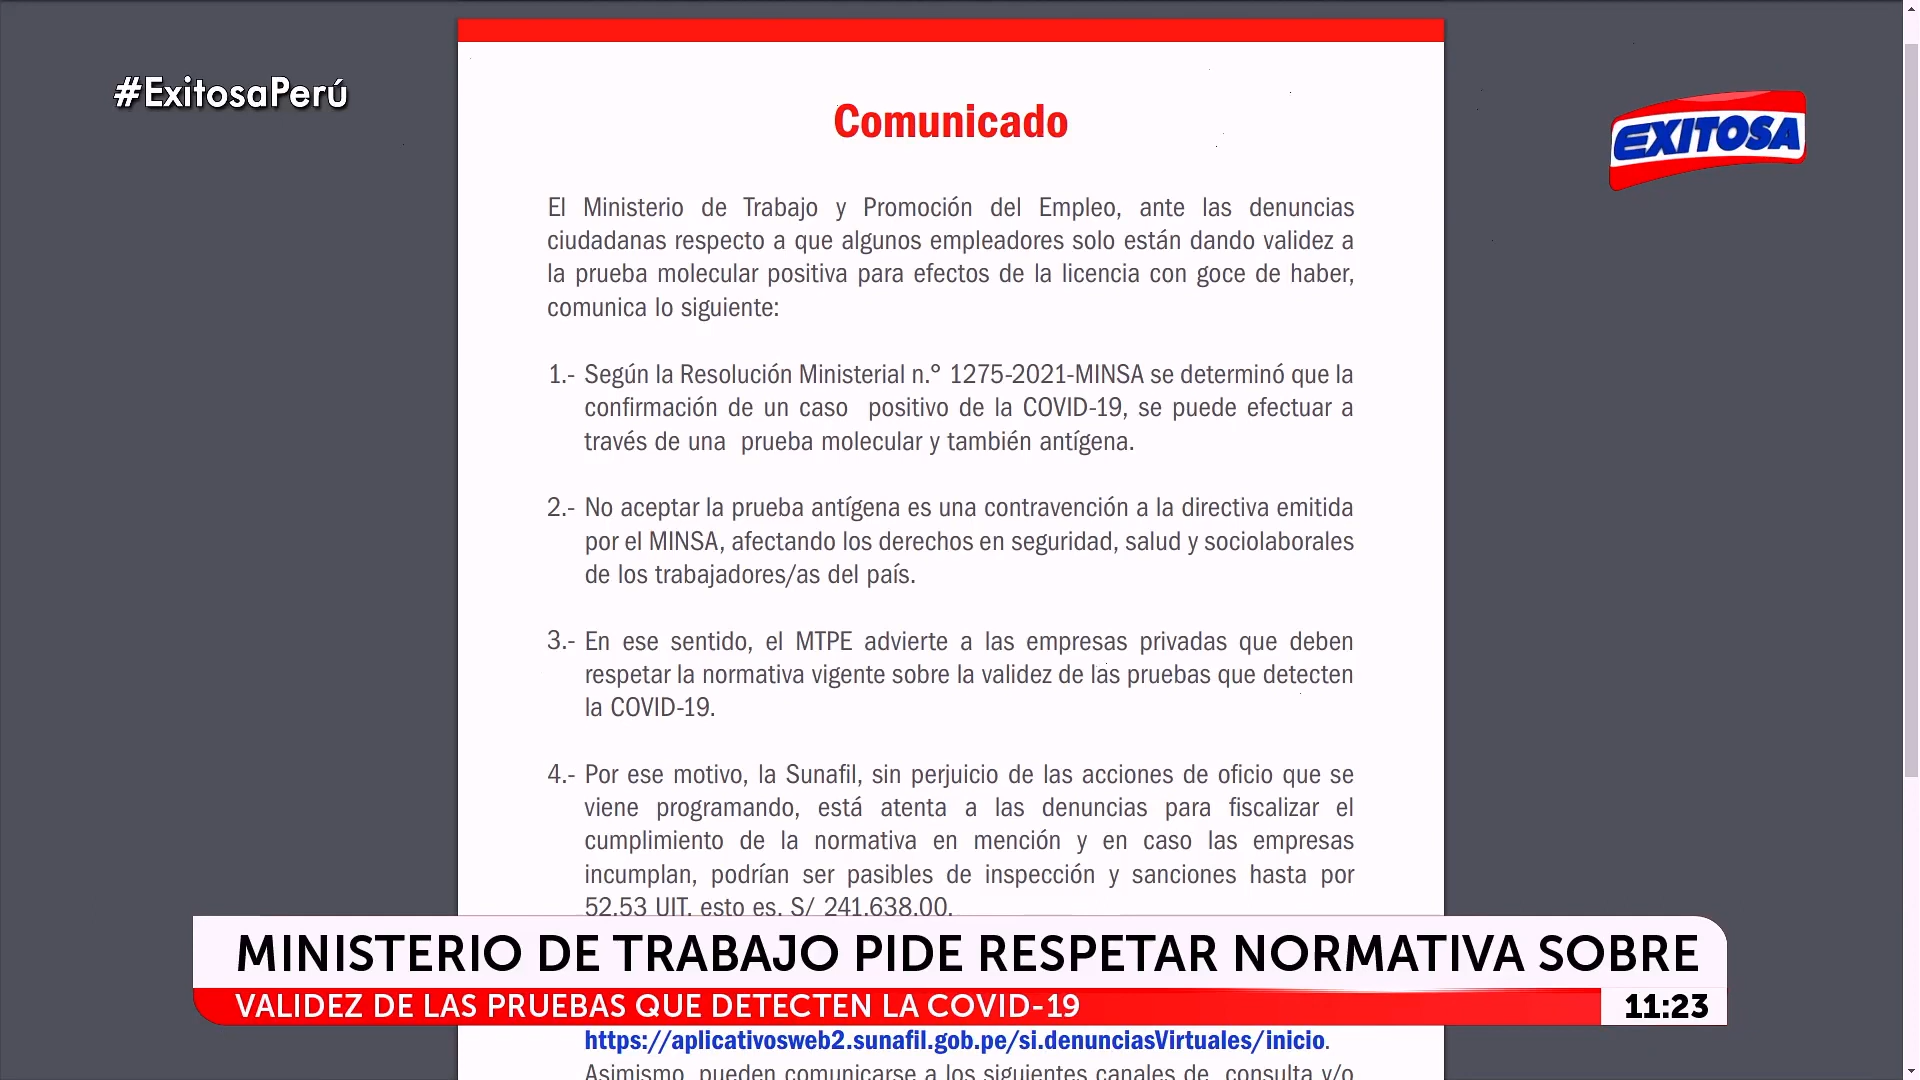 #ExitosaPerú
EXITOSA
Comunicado
El Ministerio de Trabajo y Promoción del Empleo, ante las denuncias
ciudadanas respecto a que algunos empleadores solo están dando validez a
la prueba molecular positiva para efectos de la licencia con goce de haber,
comunica lo siguiente:
1.- Según la Resolución Ministerial n.° 1275-2021-MINSA se determinó que la
confirmación de un caso positivo de la COVID-19, se puede efectuar a
través de una prueba molecular y también antígena.
2.- No aceptar la prueba antígena es una contravención a la directiva emitida
por el MINSA, afectando los derechos en seguridad, salud y sociolaborales
de los trabajadores/as del país.
3.- En ese sentido, el MTPE advierte a las empresas privadas que deben
respetar la normativa vigente sobre la validez de las pruebas que detecten
la COVID-19.
4.- Por ese motivo, la Sunafil, sin perjuicio de las acciones de oficio que se
viene programando, está atenta a las denuncias para fiscalizar el
cumplimiento de la normativa en mención y en caso las empresas
incumplan, podrían ser pasibles de inspección y sanciones hasta por
52.53 UIT, esto es, S/ 241,638.00.
MINISTERIO DE TRABAJO PIDE RESPETAR NORMATIVA SOBRE
VALIDEZ DE LAS PRUEBAS QUE DETECTEN LA COVID-19
11:23
https://aplicativosweb2.sunafil.gob.pe/si.denunciasVirtuales/inicio.
Asimismo, pueden comunicarse a los siguientes canales de consulta y/o